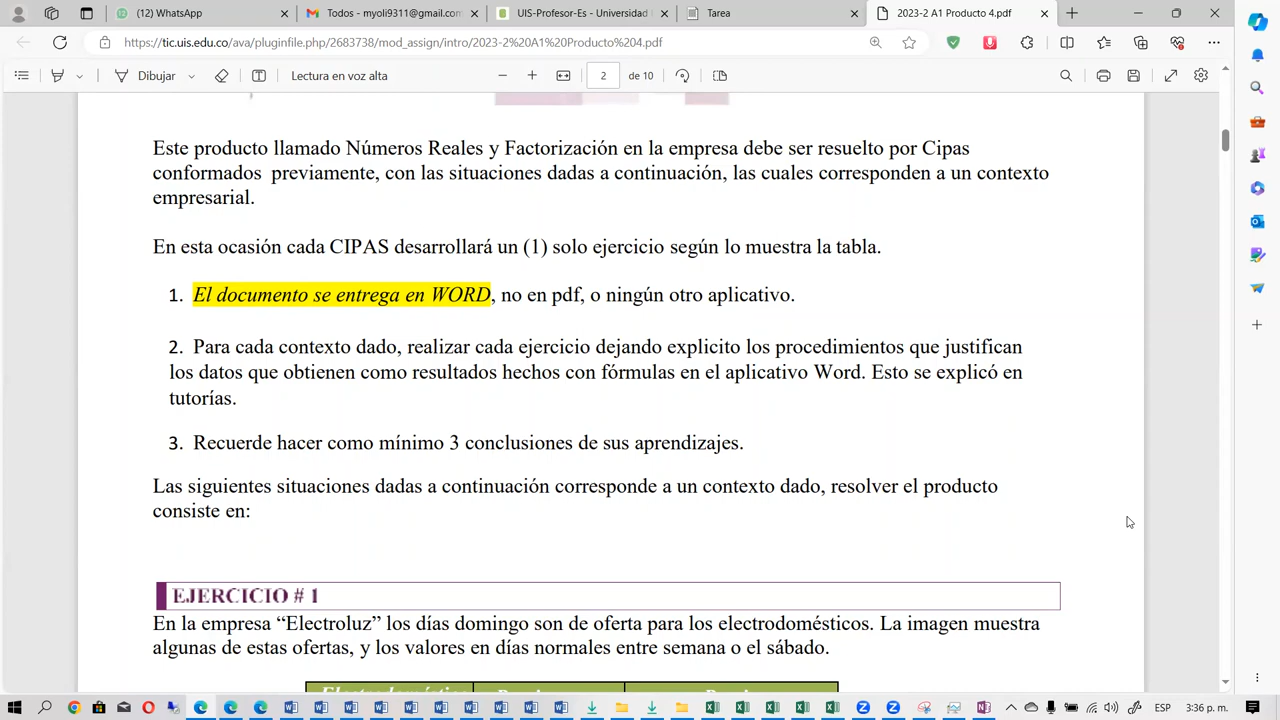 (12) WhatsApp
Todos - myoli9311@gmail.com
UIS-Profesor-Es - Universidad
Tarea
2023-2 A1 Producto 4.pdf
https://tic.uis.edu.co/ava/pluginfile.php/2683738/mod_assign/intro/2023-2%20A1%20Producto%204.pdf
Dibujar
Lectura en voz alta
2
de 10
Este producto llamado Números Reales y Factorización en la empresa debe ser resuelto por Cipas
conformados previamente, con las situaciones dadas a continuación, las cuales corresponden a un contexto
empresarial.
En esta ocasión cada CIPAS desarrollará un (1) solo ejercicio según lo muestra la tabla.
1. El documento se entrega en WORD, no en pdf, o ningún otro aplicativo.
2. Para cada contexto dado, realizar cada ejercicio dejando explicito los procedimientos que justifican
los datos que obtienen como resultados hechos con fórmulas en el aplicativo Word. Esto se explicó en
tutorías.
3. Recuerde hacer como mínimo 3 conclusiones de sus aprendizajes.
Las siguientes situaciones dadas a continuación corresponde a un contexto dado, resolver el producto
consiste en:
EJERCICIO # 1
En la empresa “Electroluz” los días domingo son de oferta para los electrodomésticos. La imagen muestra
algunas de estas ofertas, y los valores en días normales entre semana o el sábado.
ESP
3:36 p. m.